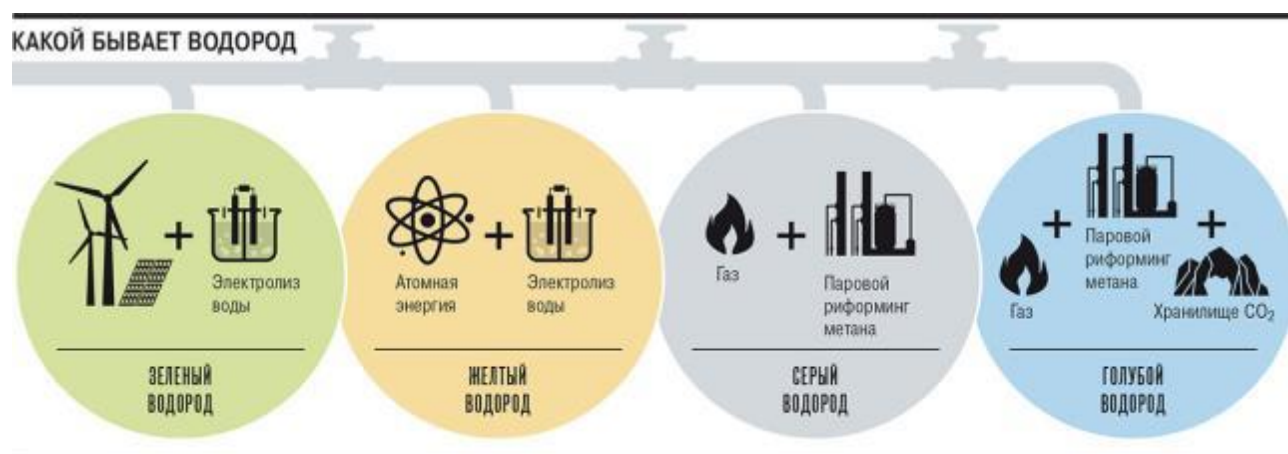 КАКОЙ БЫВАЕТ ВОДОРОД
Электролиз
воды
ЗЕЛЕНЫЙ
ВОДОРОД
Атомная
энергия
Электролиз
воды
ЖЕЛТЫЙ
ВОДОРОД
Газ
Паровой
риформинг
метана
СЕРЫЙ
ВОДОРОД
Газ
Паровой
риформинг
метана
Хранилище CO₂
ГОЛУБОЙ
ВОДОРОД